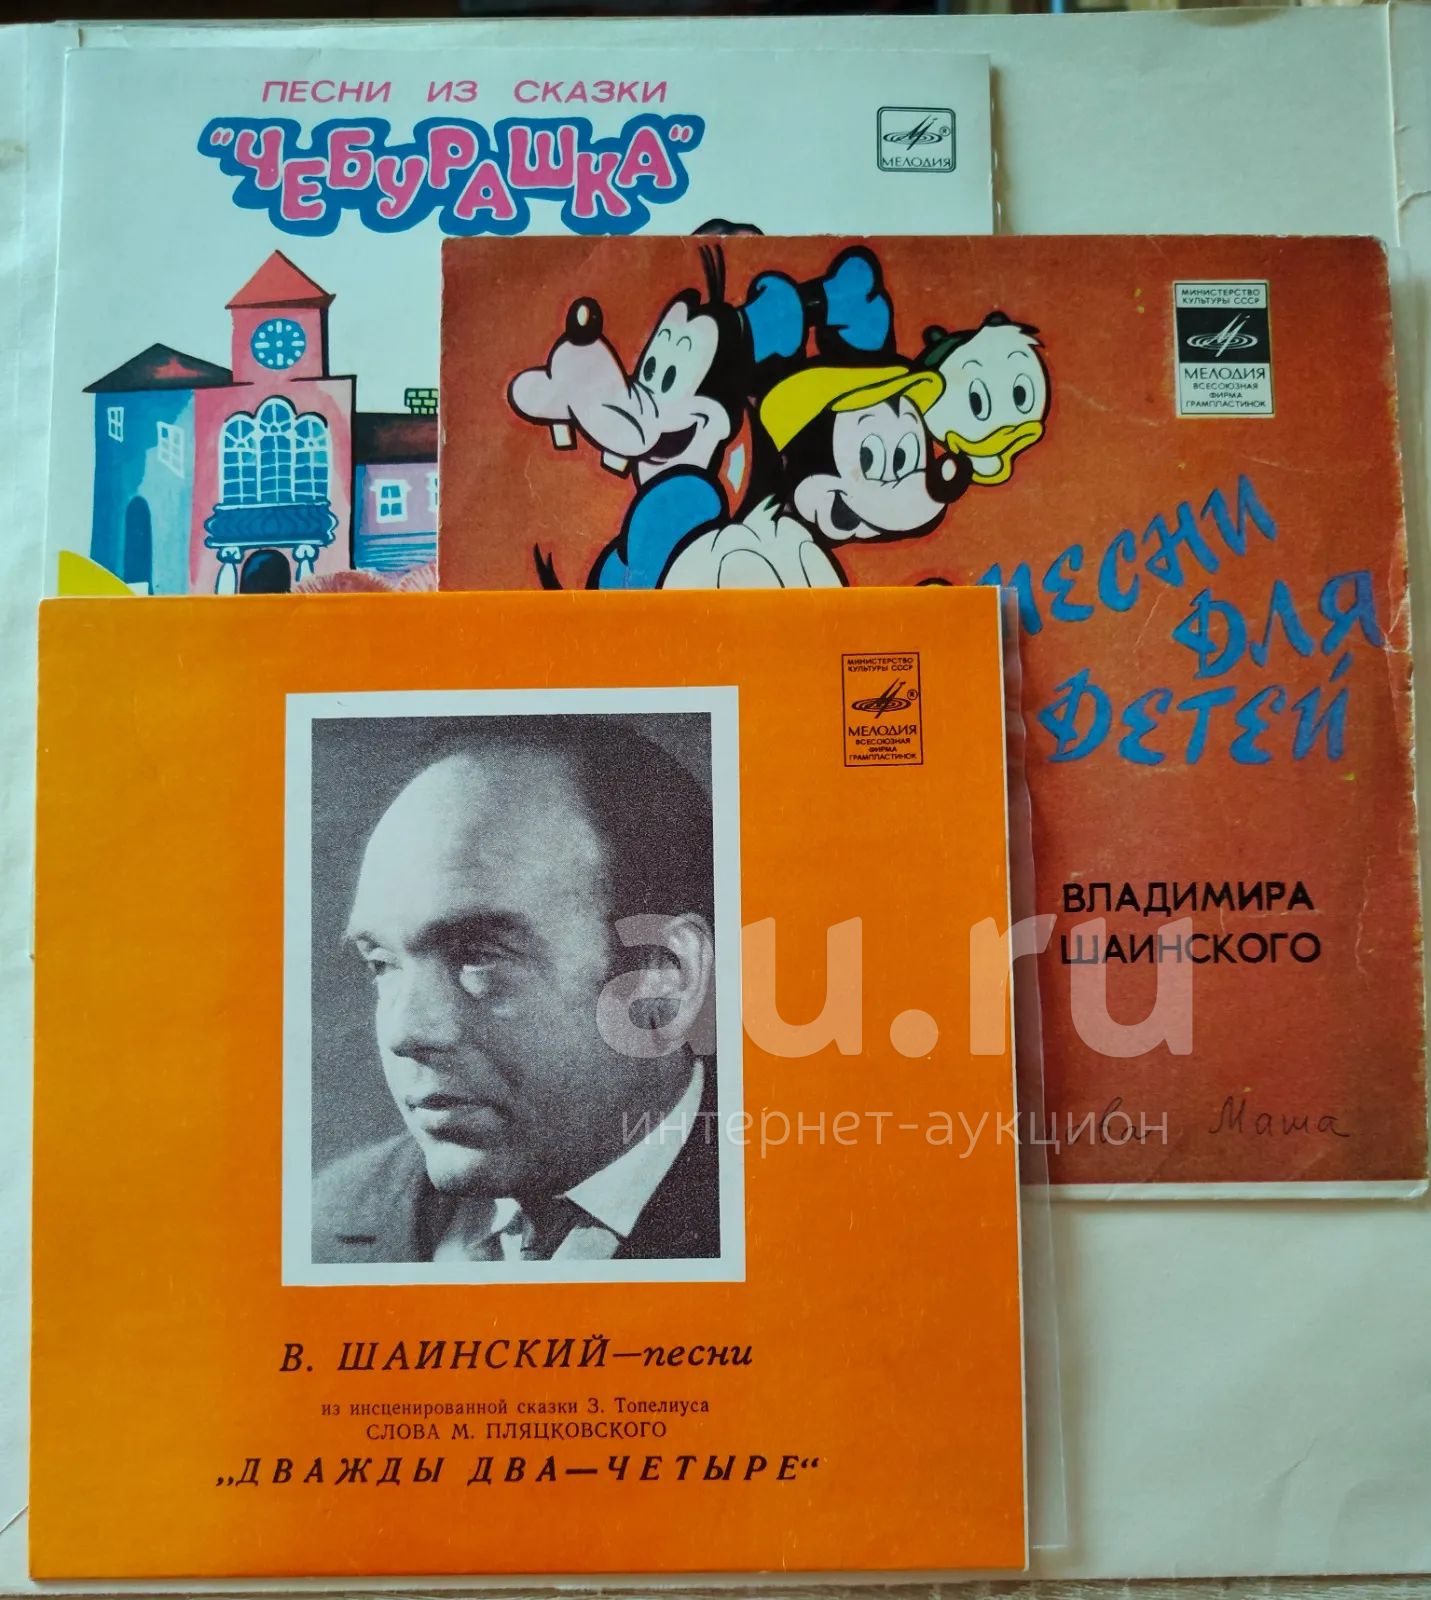 ПЕСНИ ИЗ СКАЗКИ
"ЧЕБУРАШКА"
МЕЛОДИЯ
МИНИСТЕРСТВО
КУЛЬТУРЫ СССР
МЕЛОДИЯ
ВСЕСОЮЗНАЯ
ФИРМА
ГРАМПЛАСТИНОК
ПЕСНИ
ДЛЯ
ДЕТЕЙ
ВЛАДИМИРА
ШАИНСКОГО
Маша
МИНИСТЕРСТВО
КУЛЬТУРЫ СССР
МЕЛОДИЯ
ВСЕСОЮЗНАЯ
ФИРМА
ГРАМПЛАСТИНОК
au.ru
интернет-аукцион
В. ШАИНСКИЙ—песни
из инсценированной сказки З. Топелиуса
СЛОВА М. ПЛЯЦКОВСКОГО
„ДВАЖДЫ ДВА—ЧЕТЫРЕ“